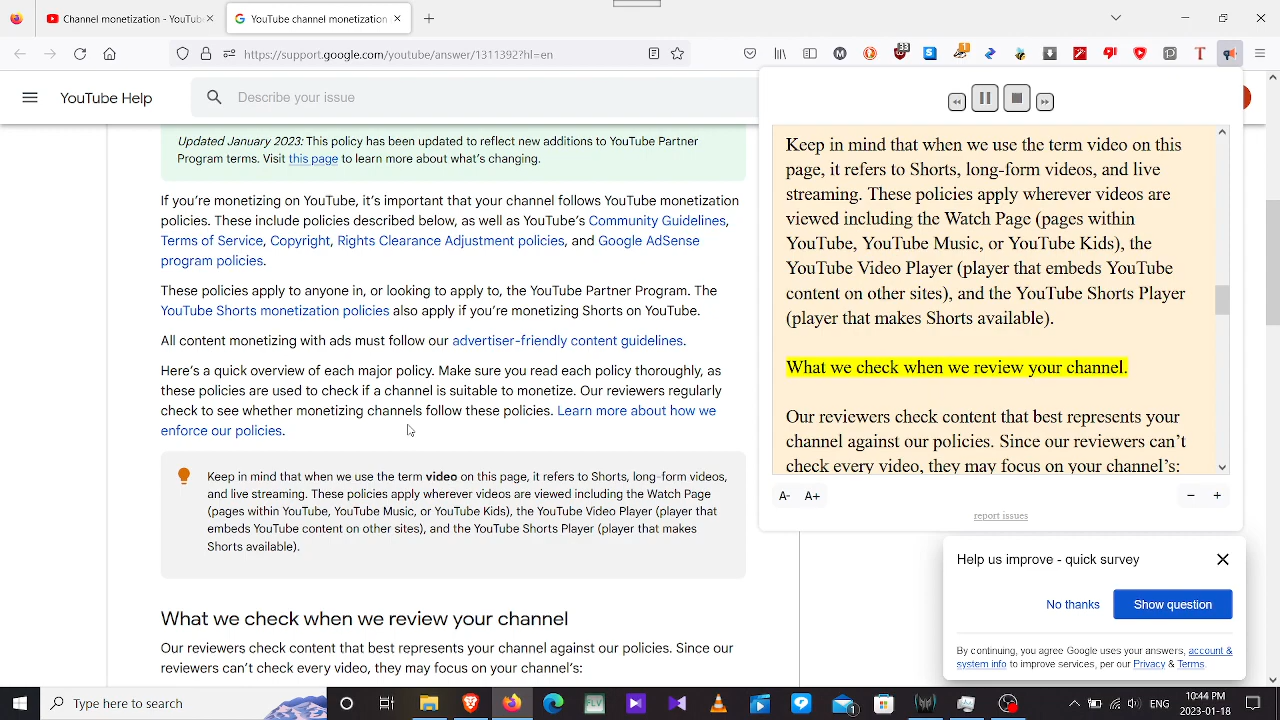 Channel monetization - YouTub
YouTube channel monetization
https://support.google.com/youtube/answer/1311392?hl=en
33
1
YouTube Help
Describe your issue
Updated January 2023: This policy has been updated to reflect new additions to YouTube Partner
Program terms. Visit this page to learn more about what's changing.
If you're monetizing on YouTube, it's important that your channel follows YouTube monetization
policies. These include policies described below, as well as YouTube's Community Guidelines,
Terms of Service, Copyright, Rights Clearance Adjustment policies, and Google AdSense
program policies.
These policies apply to anyone in, or looking to apply to, the YouTube Partner Program. The
YouTube Shorts monetization policies also apply if you're monetizing Shorts on YouTube.
All content monetizing with ads must follow our advertiser-friendly content guidelines.
Here's a quick overview of each major policy. Make sure you read each policy thoroughly, as
these policies are used to check if a channel is suitable to monetize. Our reviewers regularly
check to see whether monetizing channels follow these policies. Learn more about how we
enforce our policies.
Keep in mind that when we use the term video on this page, it refers to Shorts, long-form videos,
and live streaming. These policies apply wherever videos are viewed including the Watch Page
(pages within YouTube, YouTube Music, or YouTube Kids), the YouTube Video Player (player that
embeds YouTube content on other sites), and the YouTube Shorts Player (player that makes
Shorts available).
What we check when we review your channel
Our reviewers check content that best represents your channel against our policies. Since our
reviewers can't check every video, they may focus on your channel's:
Keep in mind that when we use the term video on this
page, it refers to Shorts, long-form videos, and live
streaming. These policies apply wherever videos are
viewed including the Watch Page (pages within
YouTube, YouTube Music, or YouTube Kids), the
YouTube Video Player (player that embeds YouTube
content on other sites), and the YouTube Shorts Player
(player that makes Shorts available).
What we check when we review your channel.
Our reviewers check content that best represents your
channel against our policies. Since our reviewers can't
check every video, they may focus on your channel's:
A- A+ − +
report issues
Help us improve - quick survey
No thanks Show question
By continuing, you agree Google uses your answers, account &
system info to improve services, per our Privacy & Terms.
Type here to search
FLV
1
10:44 PM
2023-01-18